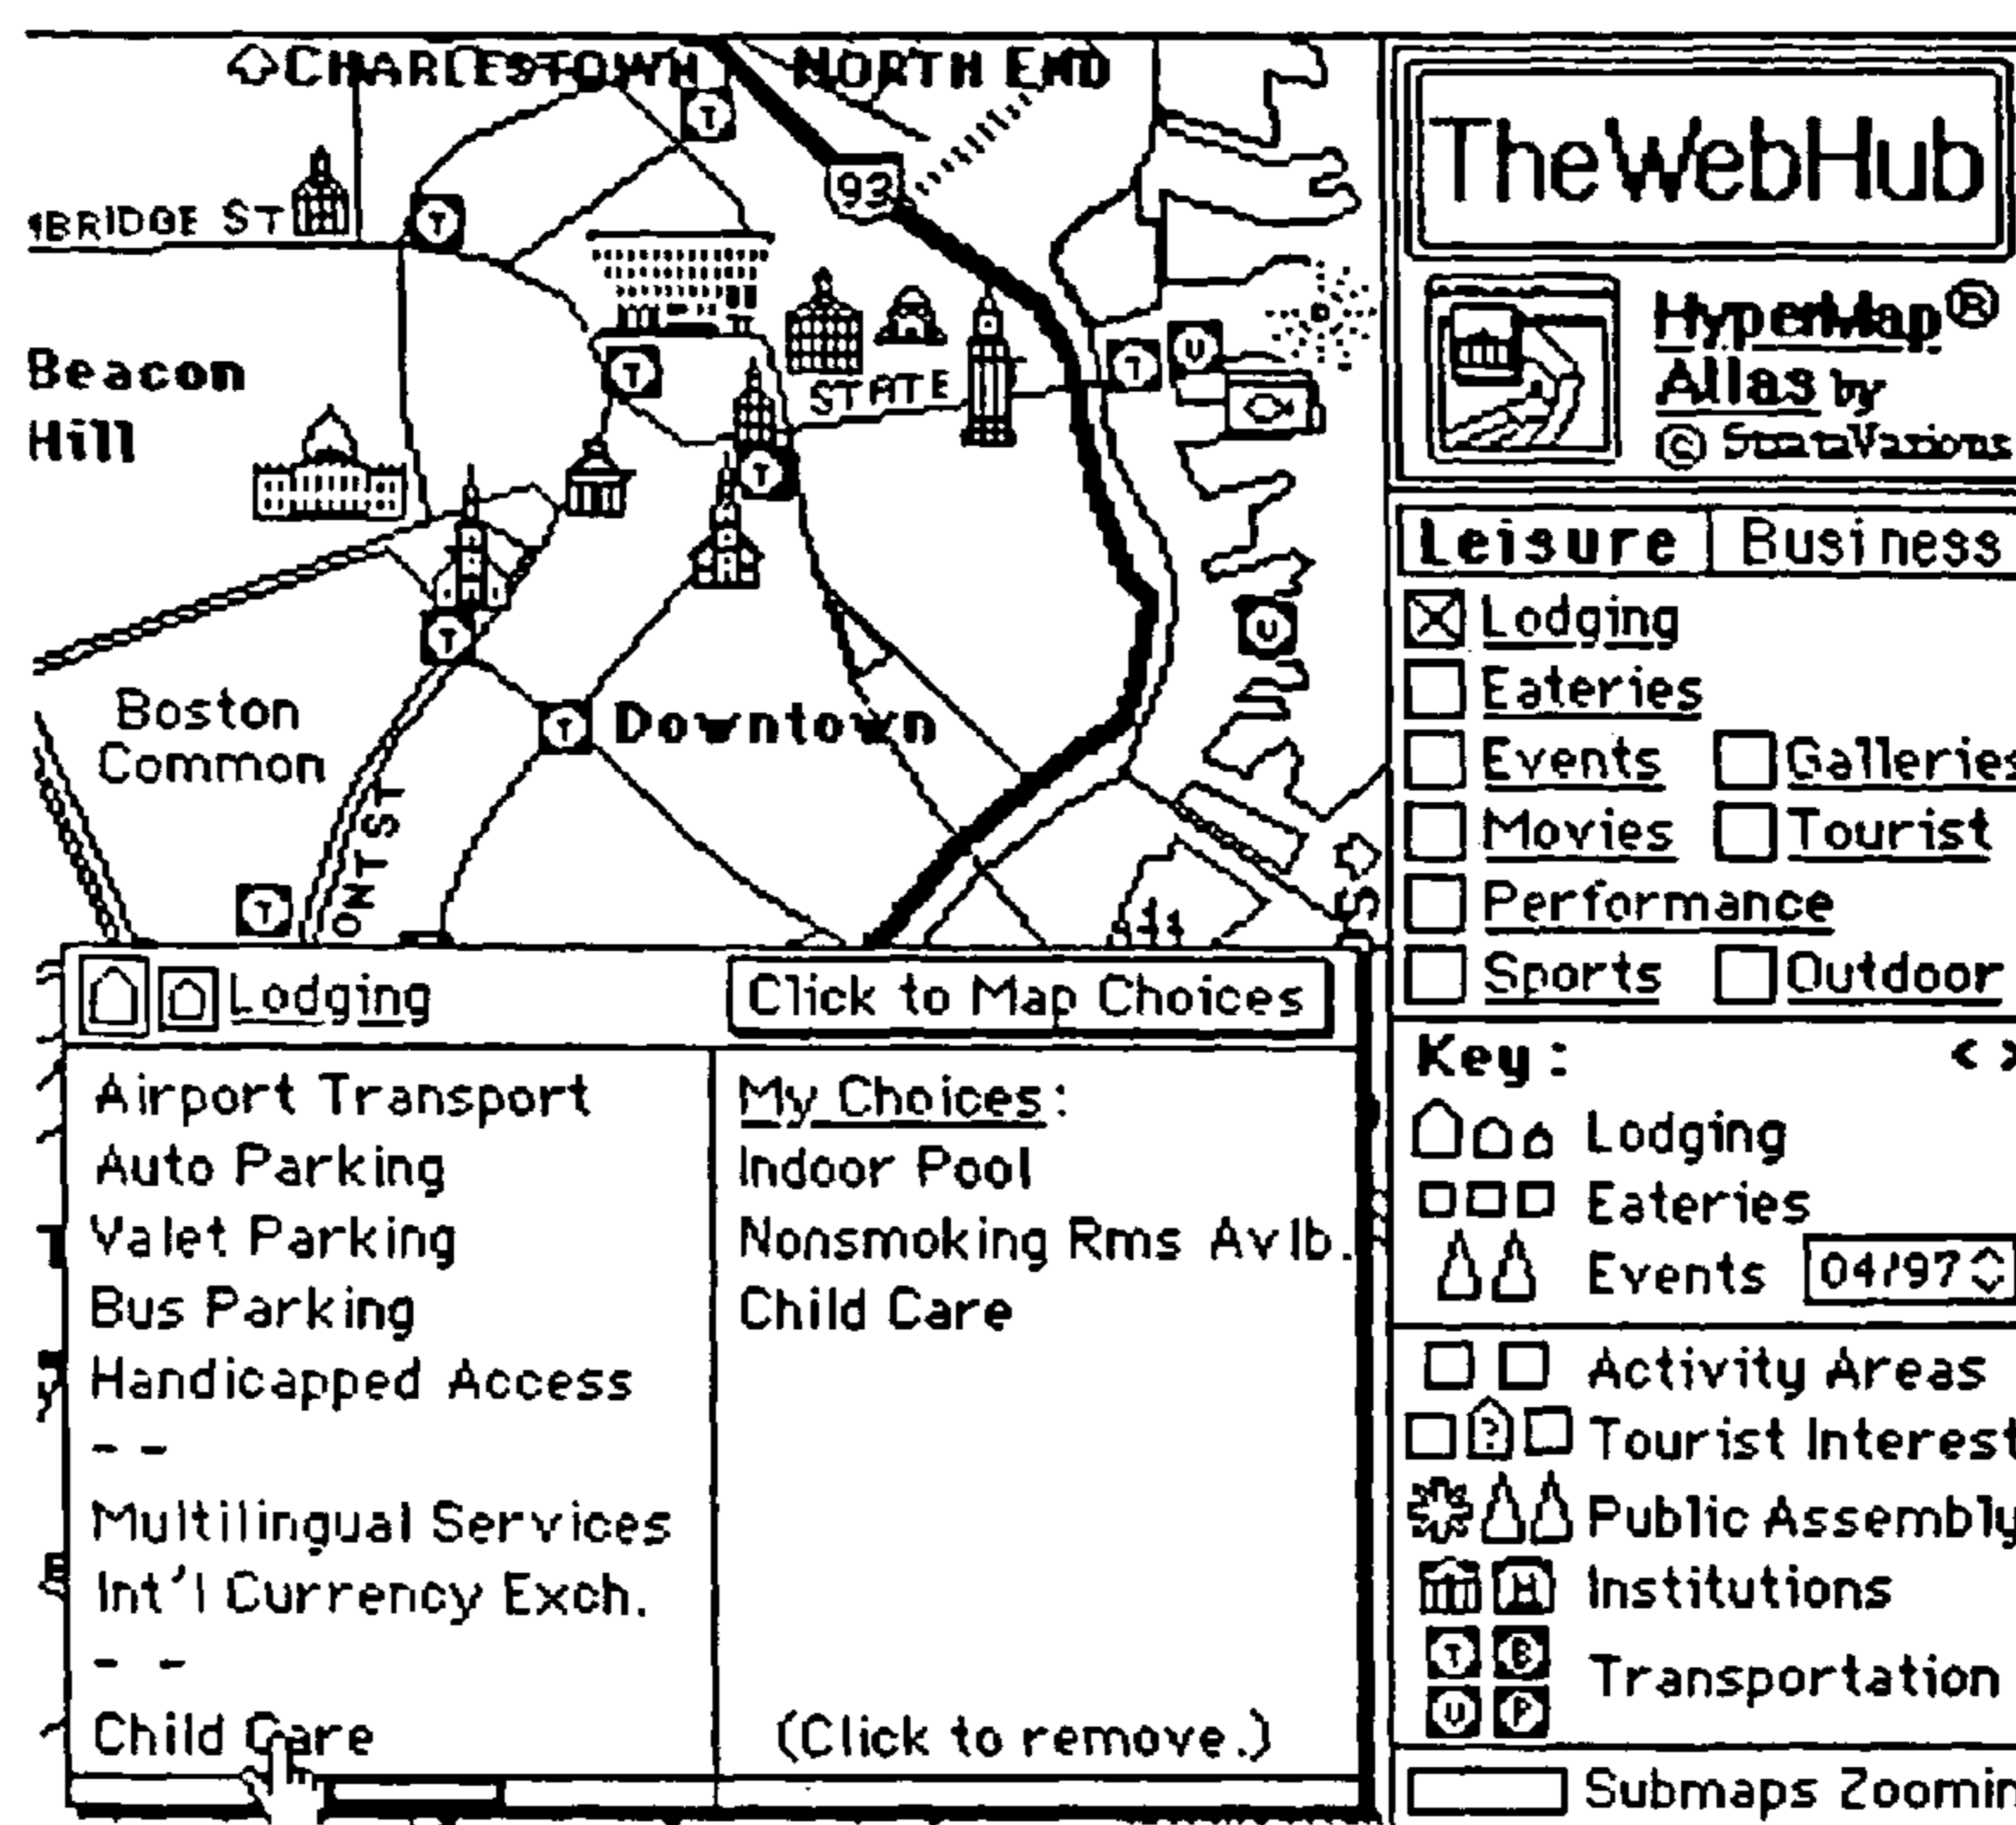 CHARLESTOWN
NORTH END
93
BRIDGE ST
Beacon
Hill
STATE
Boston
Common
Downtown
ONT ST
TheWebHub
HyperMap®
Atlas by
© StrataVarious
Leisure Business
Lodging
Eateries
Events Galleries
Movies Tourist
Performance
Sports Outdoor
Key: < >
Lodging
Eateries
Events 04/97
Activity Areas
Tourist Interest
Public Assembly
Institutions
T B
U P
Transportation
Submaps Zoomin
Lodging Click to Map Choices
Airport Transport
Auto Parking
Valet Parking
Bus Parking
Handicapped Access
- -
Multilingual Services
Int'l Currency Exch.
- -
Child Care
My Choices:
Indoor Pool
Nonsmoking Rms Avlb.
Child Care
(Click to remove.)